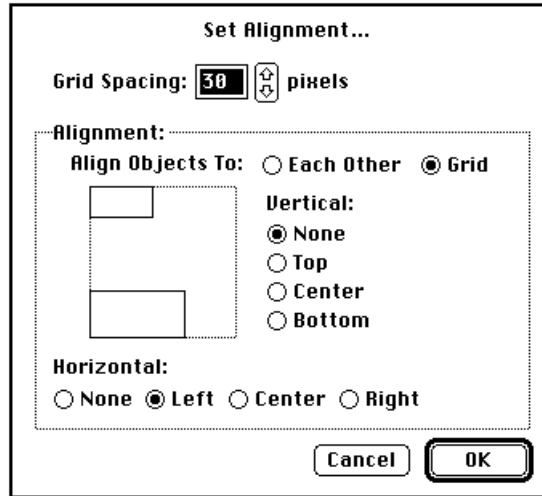 Set Alignment...
Grid Spacing: 30 pixels
Alignment:
Align Objects To: Each Other Grid
Vertical:
None
Top
Center
Bottom
Horizontal:
None Left Center Right
Cancel OK